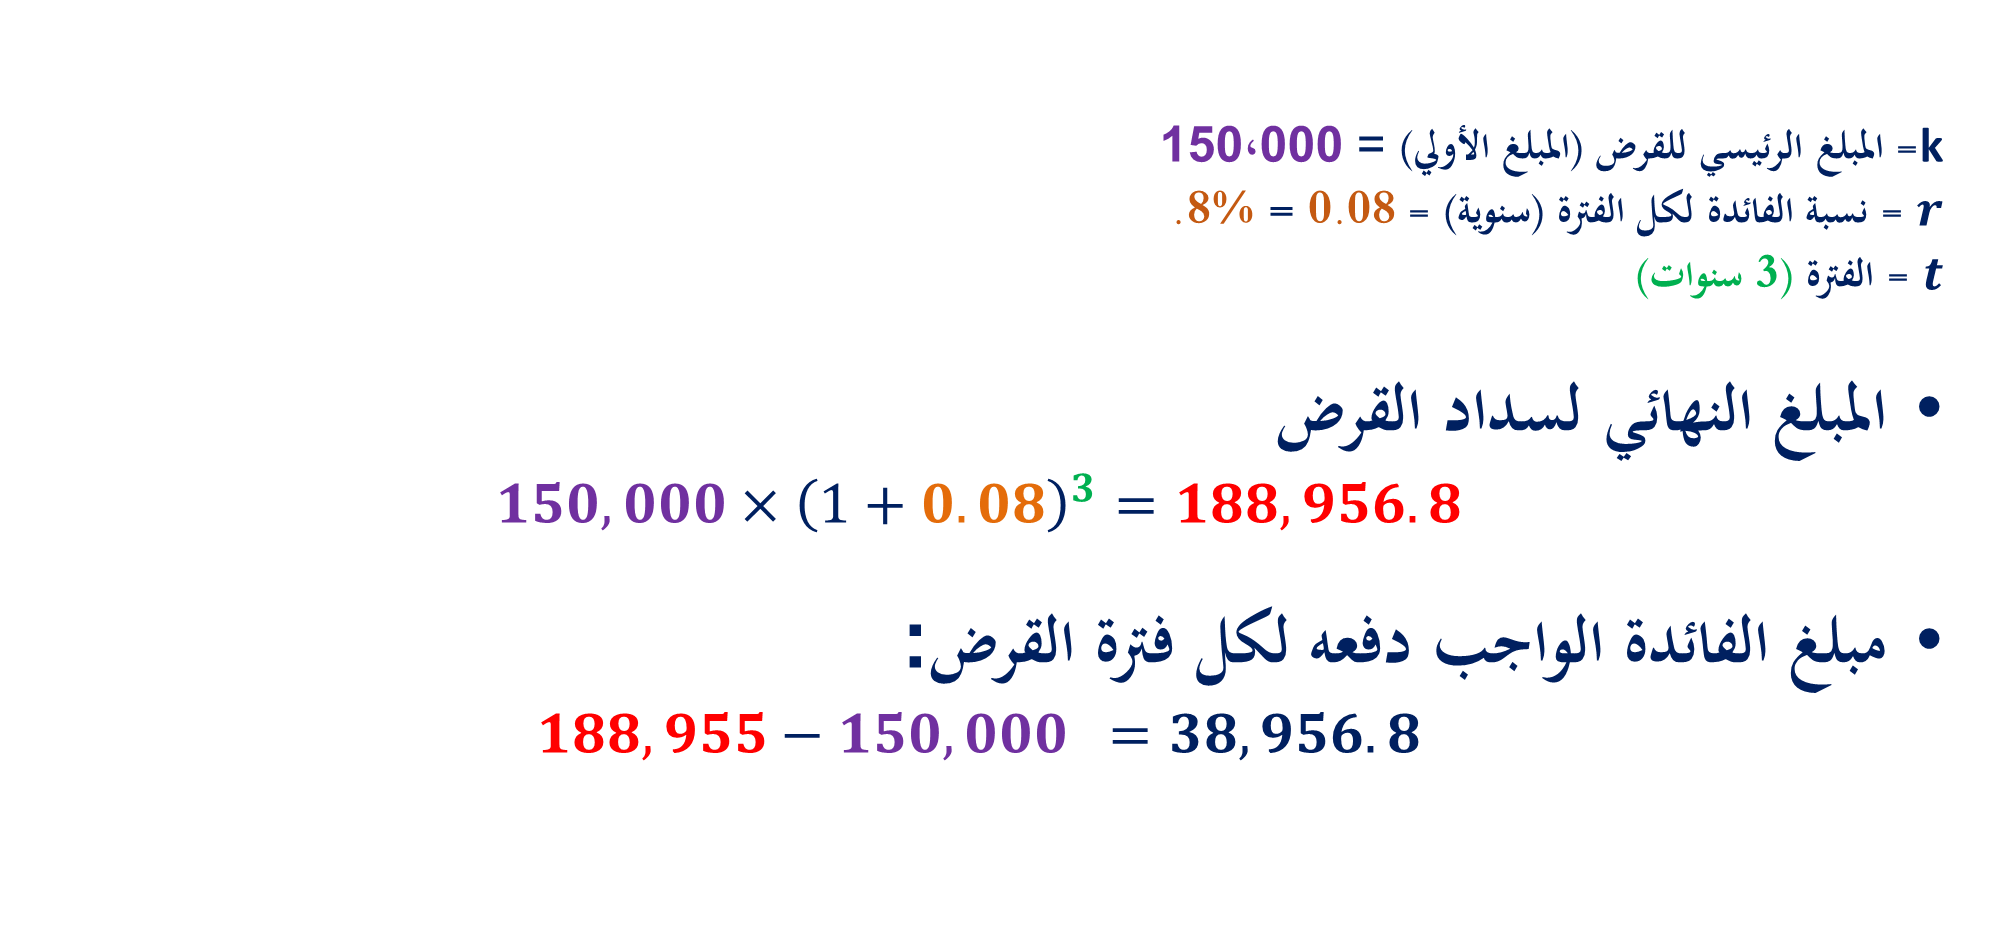 k= المبلغ الرئيسي للقرض (المبلغ الأولي) = 150،000
r = نسبة الفائدة لكل الفترة (سنوية) = 0.08 = 8%.
t = الفترة (3 سنوات)
• المبلغ النهائي لسداد القرض
150,000 × (1 + 0.08)³ = 188,956.8
• مبلغ الفائدة الواجب دفعه لكل فترة القرض:
188,955 − 150,000 = 38,956.8